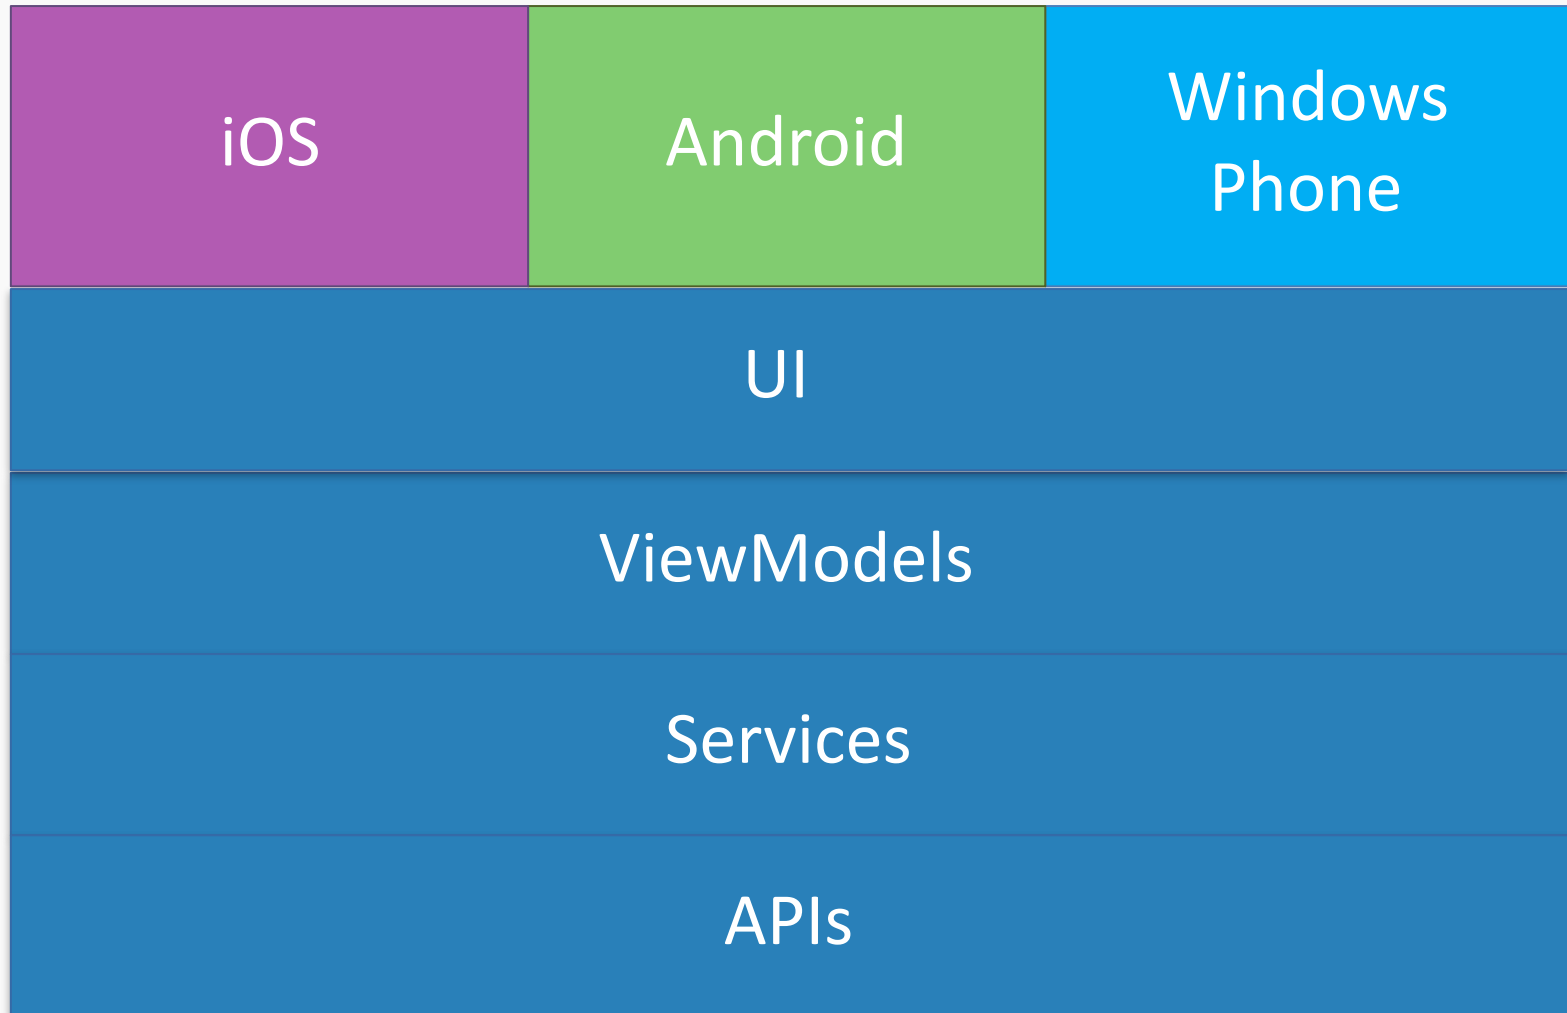 iOS
Android
Windows
Phone
UI
ViewModels
Services
APIs